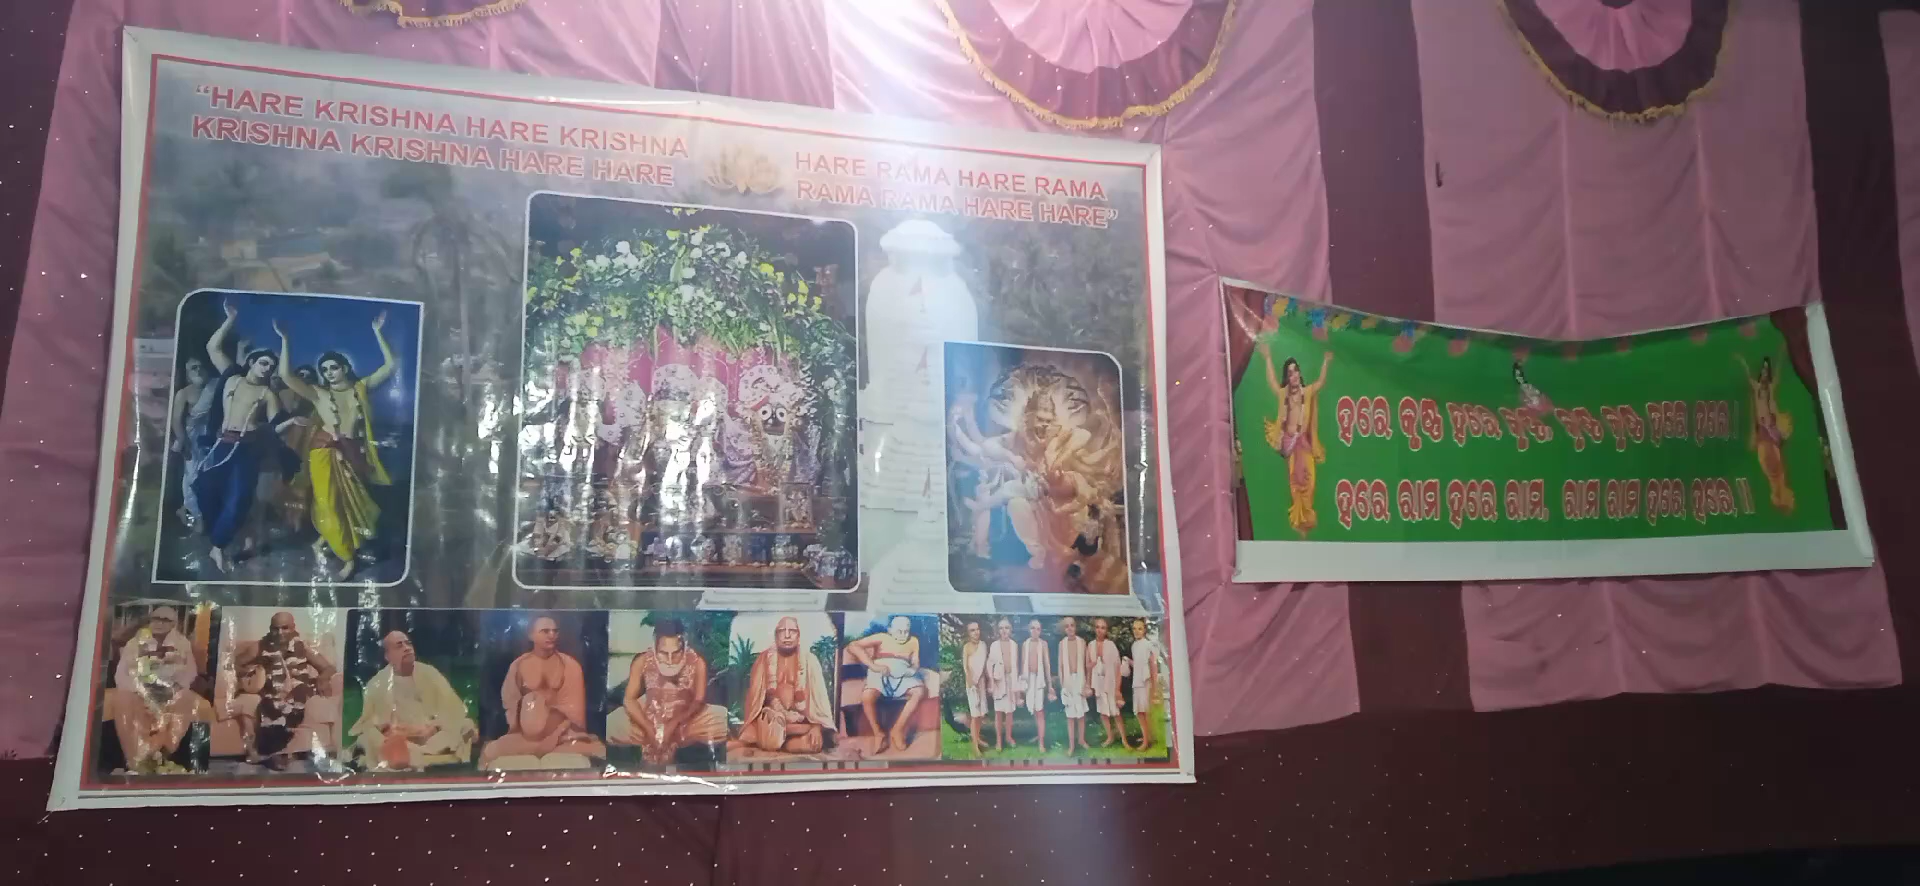 “HARE KRISHNA HARE KRISHNA
KRISHNA KRISHNA HARE HARE
HARE RAMA HARE RAMA
RAMA RAMA HARE HARE”
ହରେ କୃଷ୍ଣ ହରେ କୃଷ୍ଣ, କୃଷ୍ଣ କୃଷ୍ଣ ହରେ ହରେ ।
ହରେ ରାମ ହରେ ରାମ, ରାମ ରାମ ହରେ ହରେ ॥